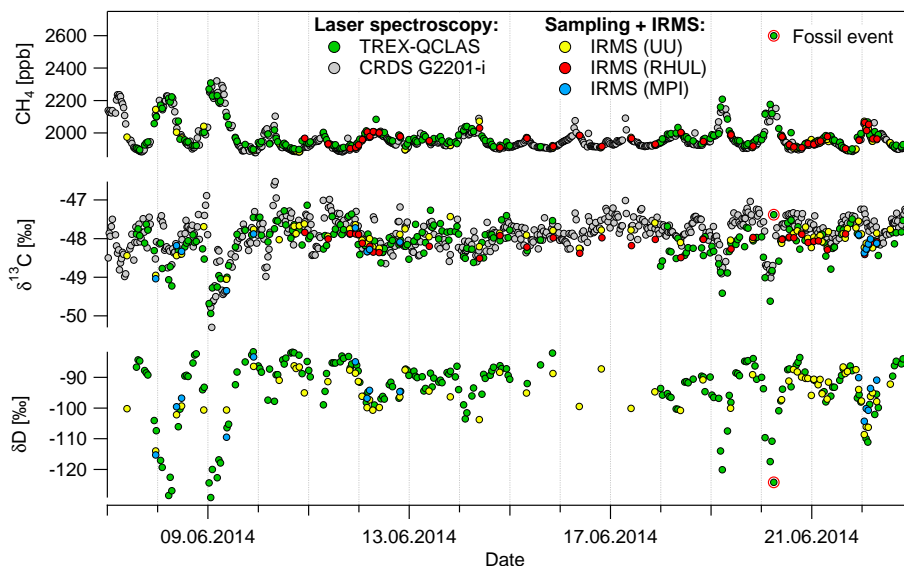 Laser spectroscopy:
TREX-QCLAS
CRDS G2201-i
Sampling + IRMS:
IRMS (UU)
IRMS (RHUL)
IRMS (MPI)
Fossil event
CH4 [ppb]
2600
2400
2200
2000
δ13C [‰]
-47
-48
-49
-50
δD [‰]
-90
-100
-110
-120
09.06.2014
13.06.2014
17.06.2014
21.06.2014
Date